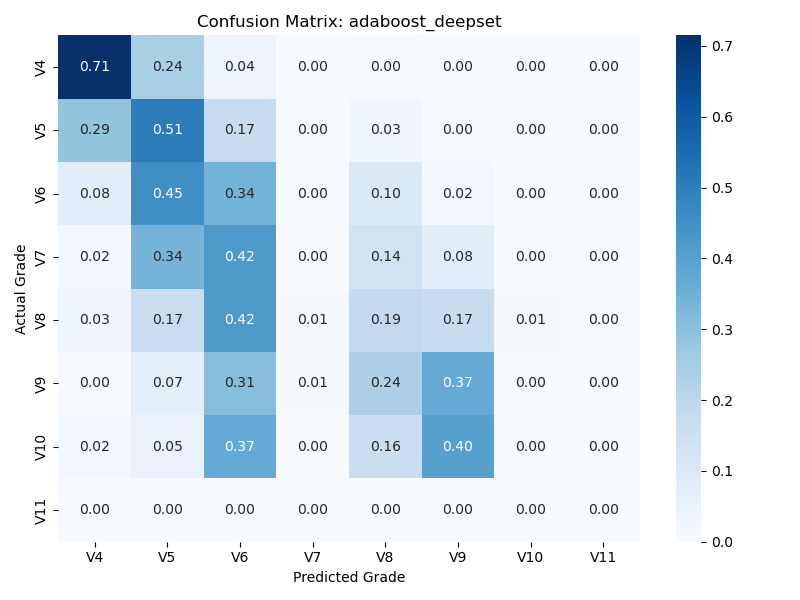 Confusion Matrix: adaboost_deepset
V4 0.71 0.24 0.04 0.00 0.00 0.00 0.00 0.00
V5 0.29 0.51 0.17 0.00 0.03 0.00 0.00 0.00
V6 0.08 0.45 0.34 0.00 0.10 0.02 0.00 0.00
V7 0.02 0.34 0.42 0.00 0.14 0.08 0.00 0.00
V8 0.03 0.17 0.42 0.01 0.19 0.17 0.01 0.00
V9 0.00 0.07 0.31 0.01 0.24 0.37 0.00 0.00
V10 0.02 0.05 0.37 0.00 0.16 0.40 0.00 0.00
V11 0.00 0.00 0.00 0.00 0.00 0.00 0.00 0.00
V4 V5 V6 V7 V8 V9 V10 V11
Predicted Grade
Actual Grade
0.7
0.6
0.5
0.4
0.3
0.2
0.1
0.0